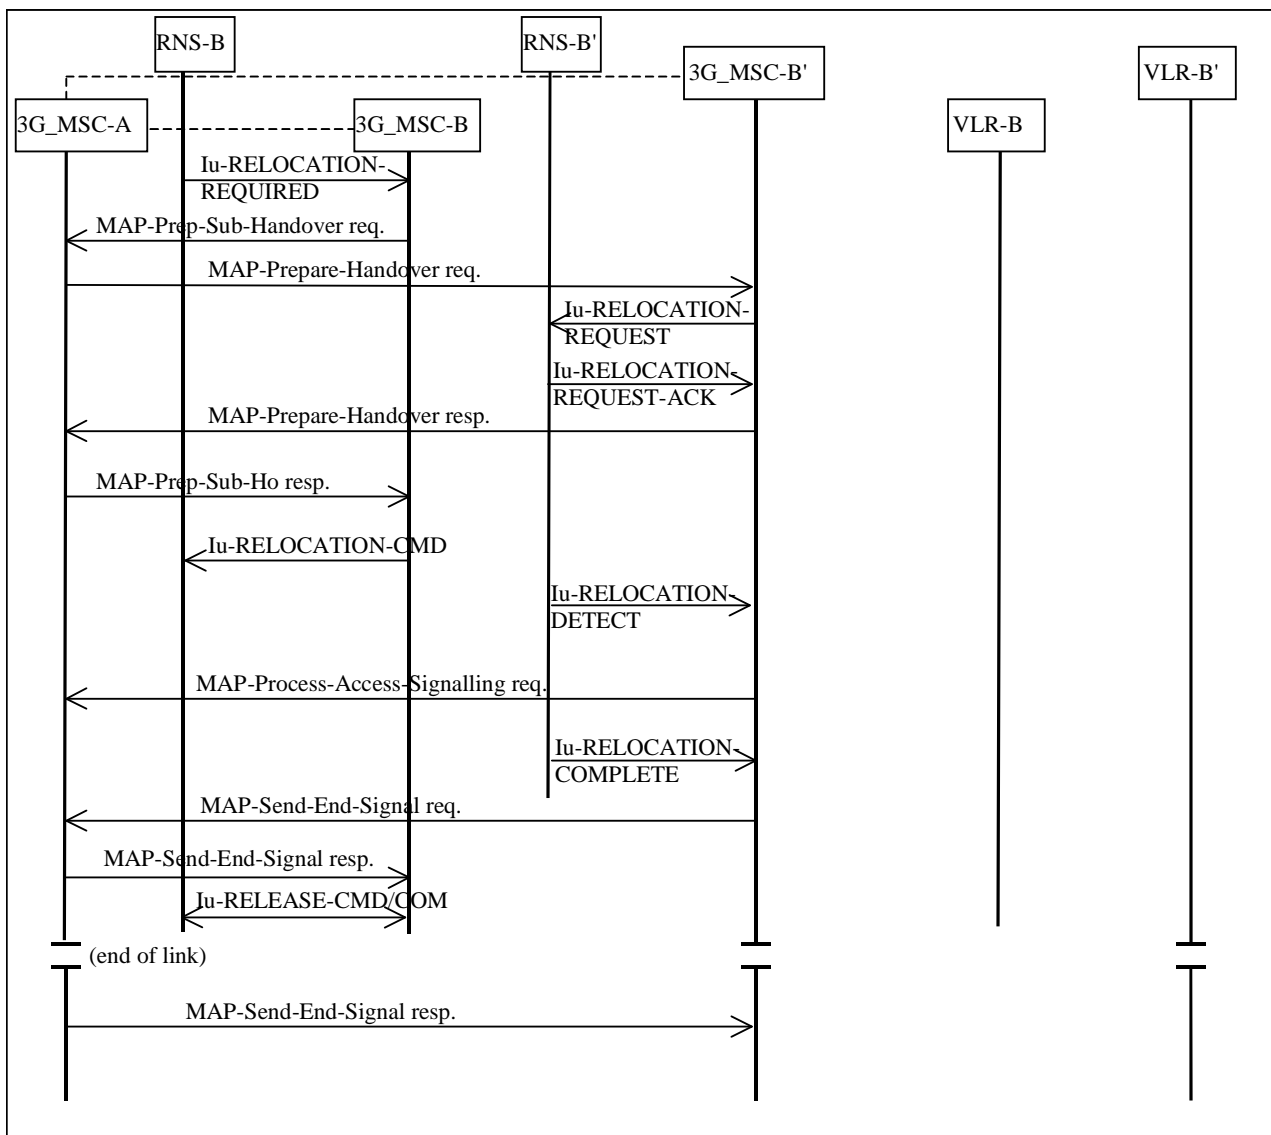 RNS-B
RNS-B'
3G_MSC-B'
VLR-B'
3G_MSC-A
3G_MSC-B
VLR-B
Iu-RELOCATION-
REQUIRED
MAP-Prep-Sub-Handover req.
MAP-Prepare-Handover req.
Iu-RELOCATION-
REQUEST
Iu-RELOCATION-
REQUEST-ACK
MAP-Prepare-Handover resp.
MAP-Prep-Sub-Ho resp.
Iu-RELOCATION-CMD
Iu-RELOCATION-
DETECT
MAP-Process-Access-Signalling req.
Iu-RELOCATION-
COMPLETE
MAP-Send-End-Signal req.
MAP-Send-End-Signal resp.
Iu-RELEASE-CMD/COM
(end of link)
MAP-Send-End-Signal resp.